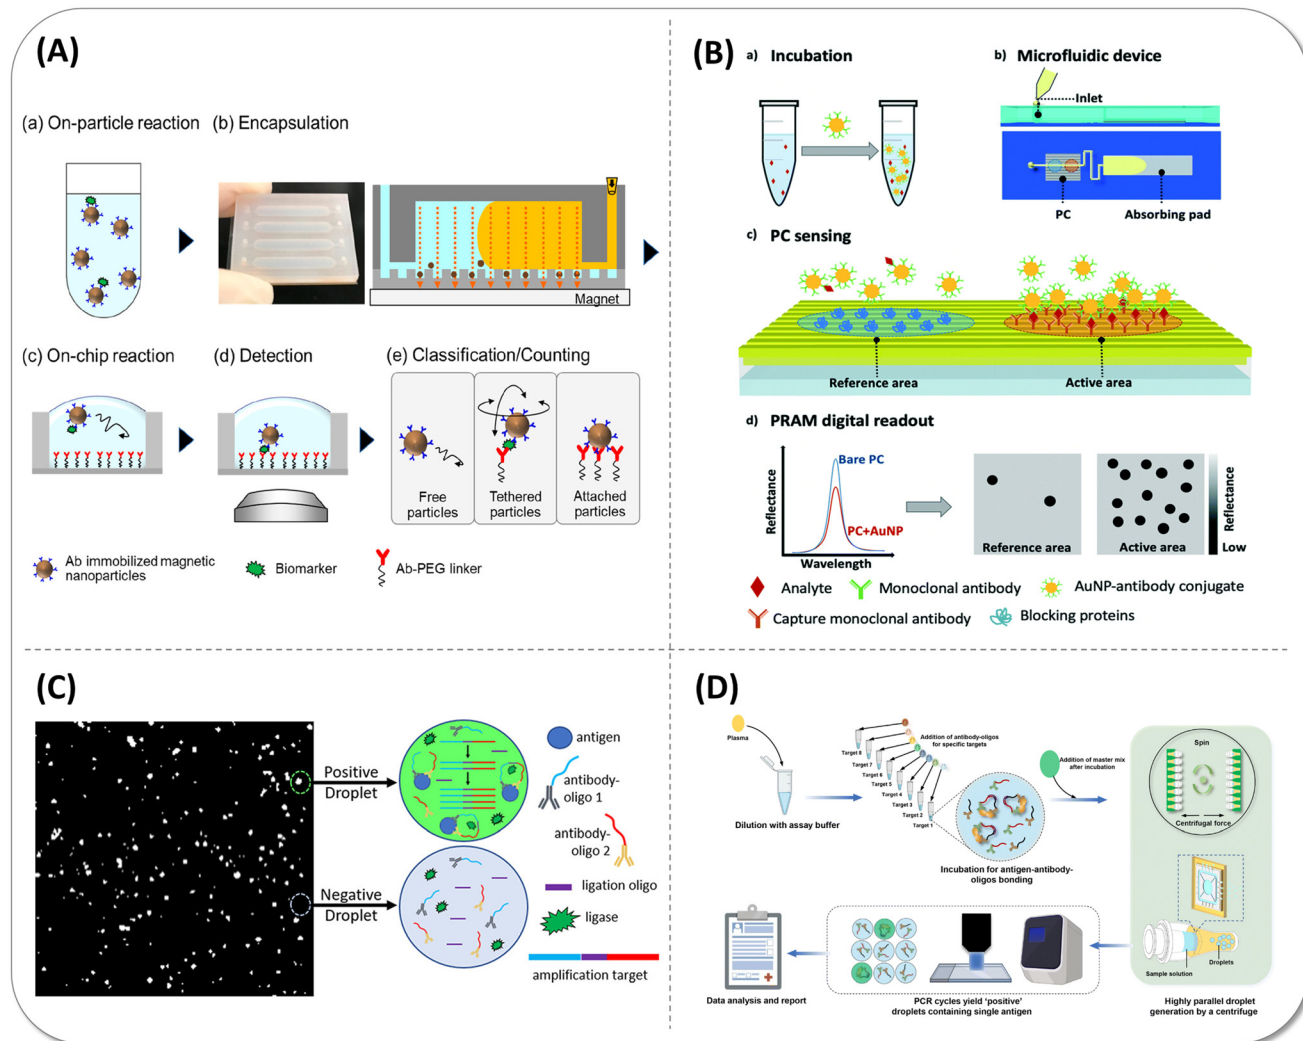 (A)
(a) On-particle reaction
(b) Encapsulation
Magnet
(c) On-chip reaction
(d) Detection
(e) Classification/Counting
Free
particles
Tethered
particles
Attached
particles
Ab immobilized magnetic
nanoparticles
Biomarker
Ab-PEG linker
(B)
a) Incubation
b) Microfluidic device
Inlet
PC
Absorbing pad
c) PC sensing
Reference area
Active area
d) PRAM digital readout
Reflectance
Bare PC
PC+AuNP
Wavelength
Reference area
Active area
Reflectance
Low
Analyte
Monoclonal antibody
AuNP-antibody conjugate
Capture monoclonal antibody
Blocking proteins
(C)
Positive
Droplet
Negative
Droplet
antigen
antibody-
oligo 1
antibody-
oligo 2
ligation oligo
ligase
amplification target
(D)
Plasma
Dilution with assay buffer
Addition of antibody-oligos
for specific targets
Target 8
Target 7
Target 6
Target 5
Target 4
Target 3
Target 2
Target 1
Incubation for antigen-antibody-
oligos bonding
Addition of master mix
after incubation
Spin
Centrifugal force
Sample solution
Droplets
Highly parallel droplet
generation by a centrifuge
PCR cycles yield 'positive'
droplets containing single antigen
Data analysis and report